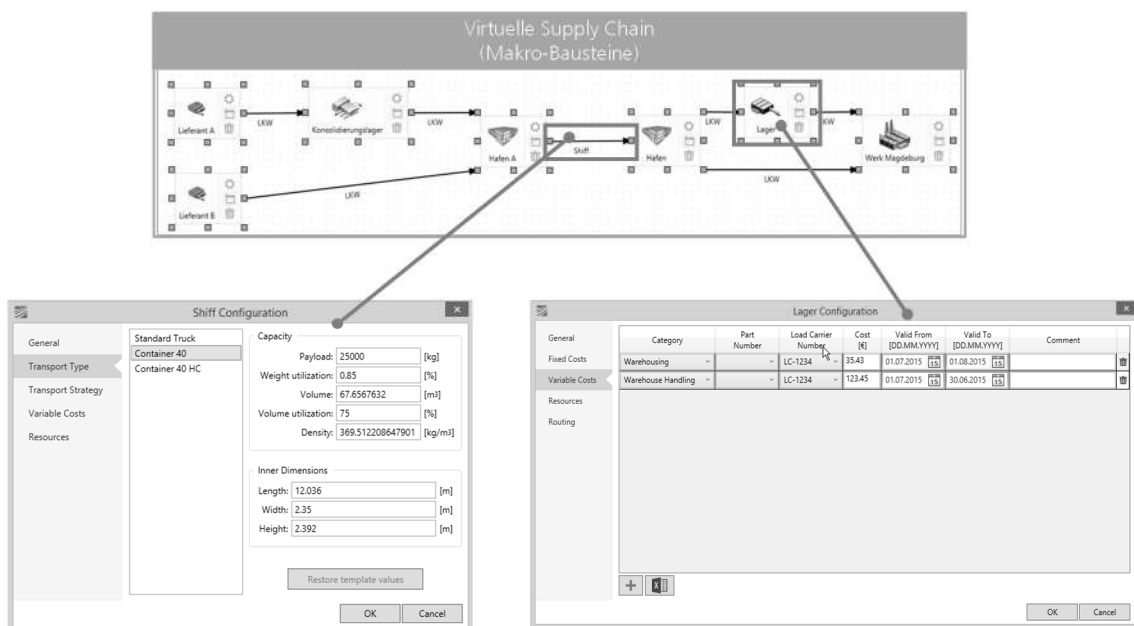 Virtuelle Supply Chain
(Makro-Bausteine)
Lieferant A
LKW
Konsolidierungslager
LKW
Hafen A
Shiff
Hafen
LKW
Lager
KW
Werk Magdeburg
Lieferant B
LKW
LKW
Shiff Configuration
General
Transport Type
Transport Strategy
Variable Costs
Resources
Standard Truck
Container 40
Container 40 HC
Capacity
Payload: 25000 [kg]
Weight utilization: 0.85 [%]
Volume: 67.6567632 [m³]
Volume utilization: 75 [%]
Density: 369.512208647901 [kg/m³]
Inner Dimensions
Length: 12.036 [m]
Width: 2.35 [m]
Height: 2.392 [m]
Restore template values
OK Cancel
Lager Configuration
General
Fixed Costs
Variable Costs
Resources
Routing
Category Part Number Load Carrier Number Cost [€] Valid From [DD.MM.YYYY] Valid To [DD.MM.YYYY] Comment
Warehousing LC-1234 35.43 01.07.2015 15 01.08.2015 15
Warehouse Handling LC-1234 123.45 01.07.2015 15 30.06.2015 15
OK Cancel